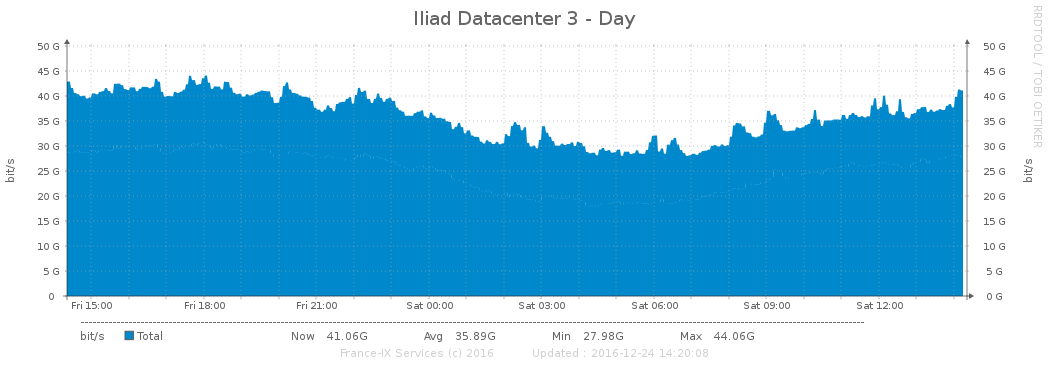 Iliad Datacenter 3 - Day
RRDTOOL / TOBI OETIKER
50 G 50 G
45 G 45 G
40 G 40 G
35 G 35 G
30 G 30 G
25 G 25 G
20 G 20 G
15 G 15 G
10 G 10 G
5 G 5 G
0 0 G
bit/s bit/s
Fri 15:00 Fri 18:00 Fri 21:00 Sat 00:00 Sat 03:00 Sat 06:00 Sat 09:00 Sat 12:00
bit/s Total Now 41.06G Avg 35.89G Min 27.98G Max 44.06G
France-IX Services (c) 2016 Updated : 2016-12-24 14:20:08